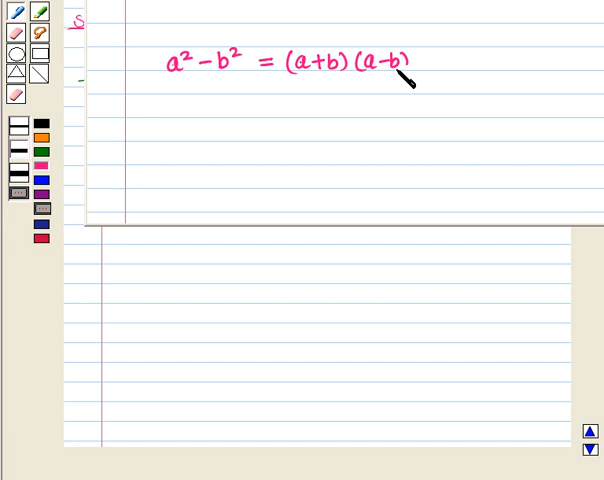 S
a² - b² = (a+b) (a-b)